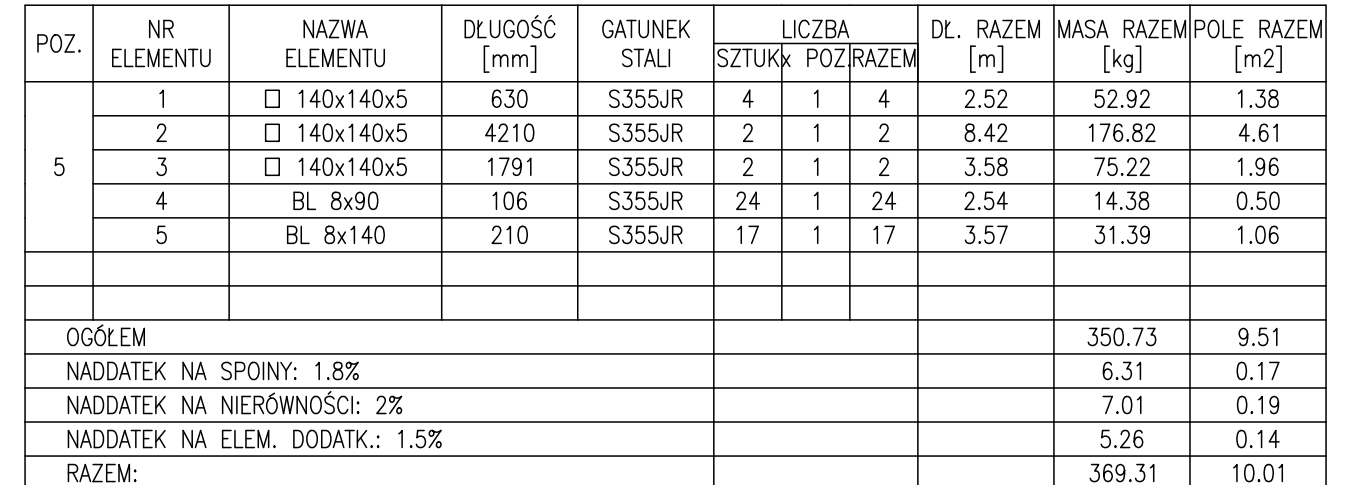 POZ. NR ELEMENTU NAZWA ELEMENTU DŁUGOŚĆ [mm] GATUNEK STALI LICZBA SZTUK x POZ. RAZEM DŁ. RAZEM [m] MASA RAZEM [kg] POLE RAZEM [m2]
1 □ 140x140x5 630 S355JR 4 1 4 2.52 52.92 1.38
2 □ 140x140x5 4210 S355JR 2 1 2 8.42 176.82 4.61
5 3 □ 140x140x5 1791 S355JR 2 1 2 3.58 75.22 1.96
4 BL 8x90 106 S355JR 24 1 24 2.54 14.38 0.50
5 BL 8x140 210 S355JR 17 1 17 3.57 31.39 1.06
OGÓŁEM 350.73 9.51
NADDATEK NA SPOINY: 1.8% 6.31 0.17
NADDATEK NA NIERÓWNOŚCI: 2% 7.01 0.19
NADDATEK NA ELEM. DODATK.: 1.5% 5.26 0.14
RAZEM: 369.31 10.01